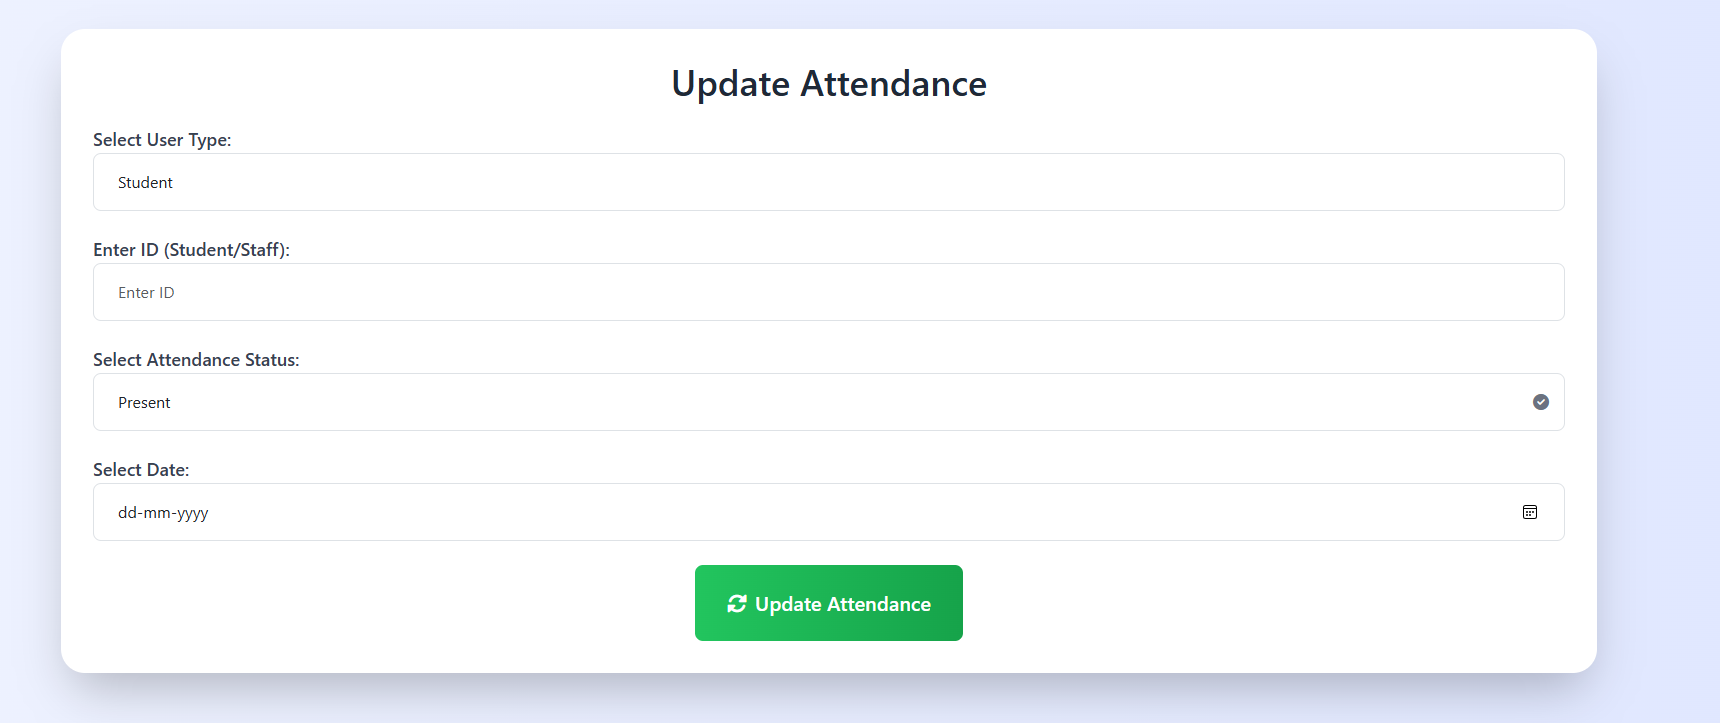 Update Attendance
Select User Type:
Student
Enter ID (Student/Staff):
Enter ID
Select Attendance Status:
Present
Select Date:
dd-mm-yyyy
Update Attendance